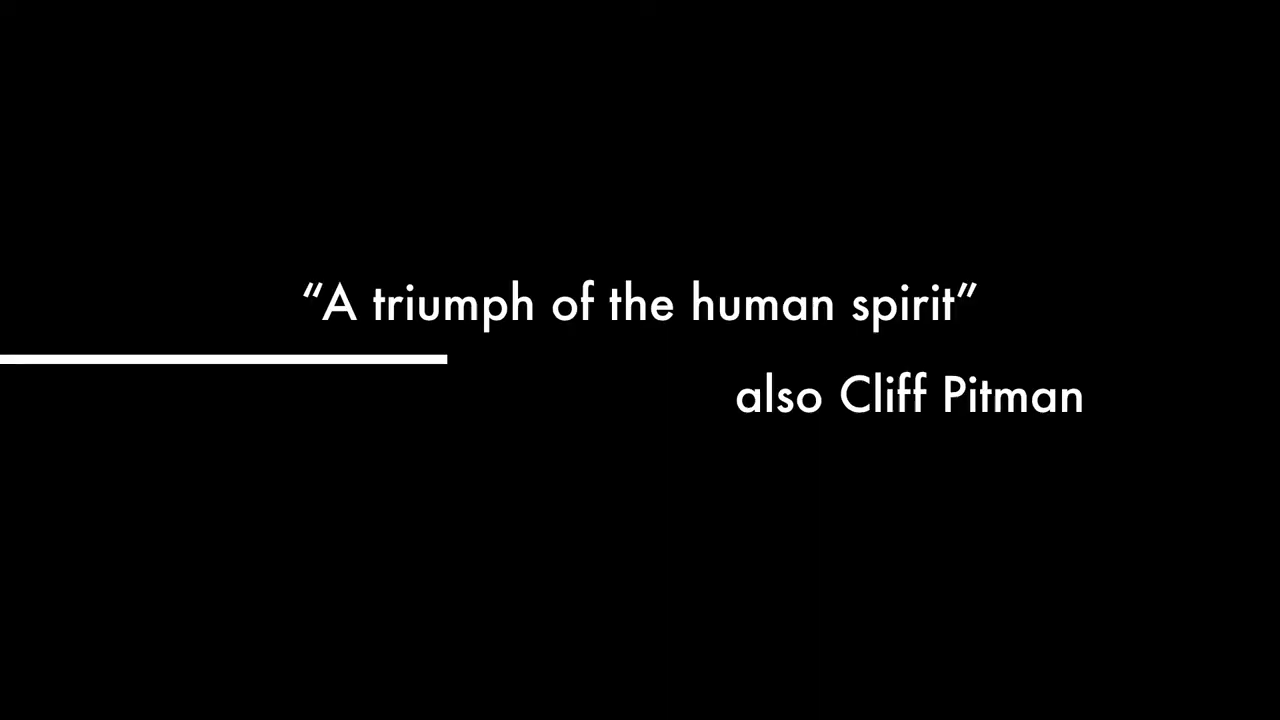 “A triumph of the human spirit”
also Cliff Pitman